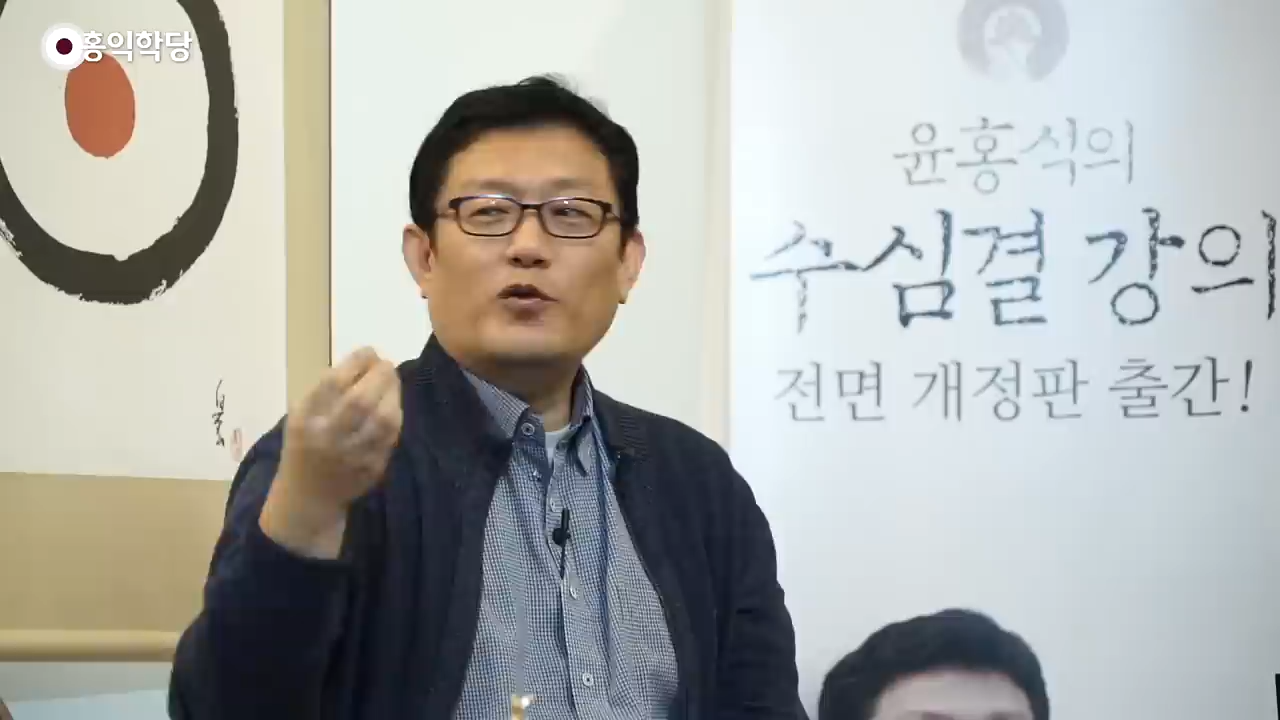 홍익학당
윤홍식의
수심결 강의
전면 개정판 출간!